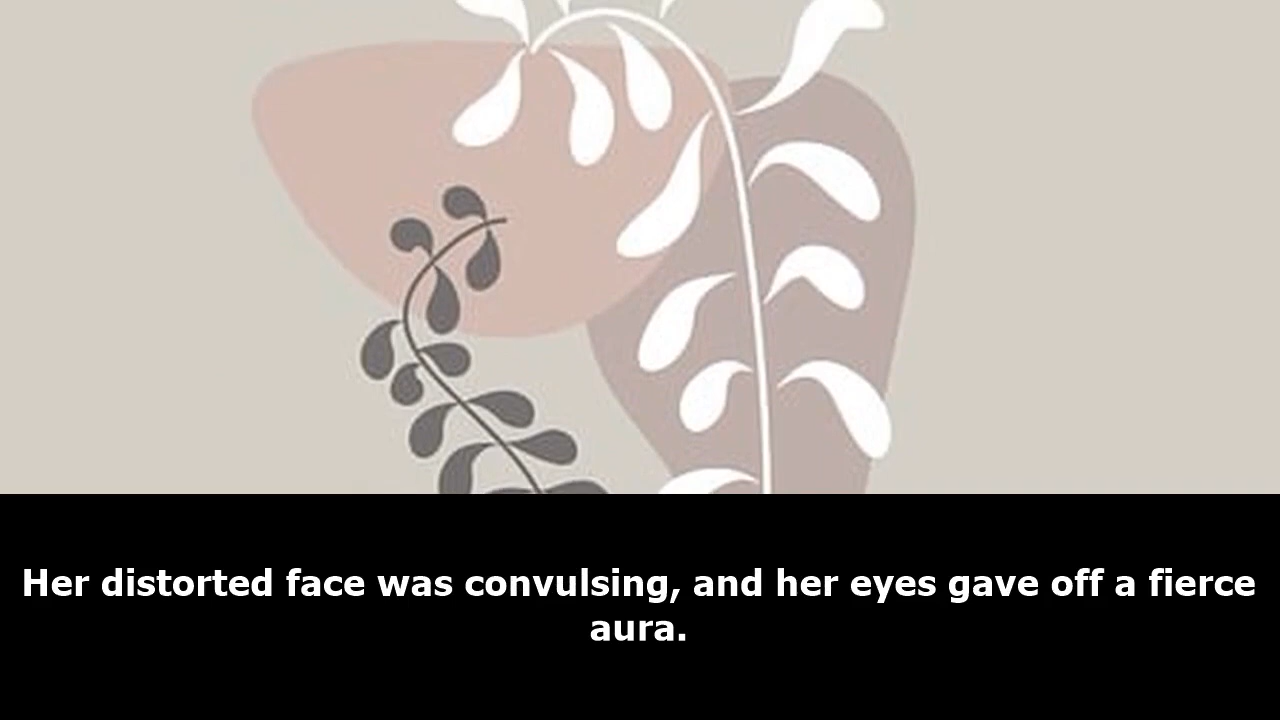 Her distorted face was convulsing, and her eyes gave off a fierce
aura.